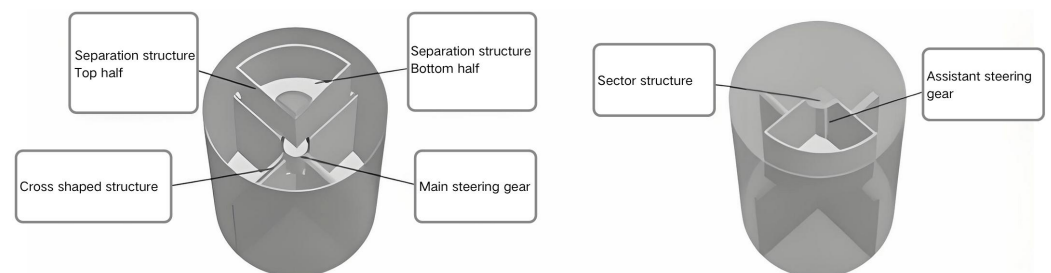 Separation structure
Top half
Separation structure
Bottom half
Cross shaped structure
Main steering gear
Sector structure
Assistant steering
gear